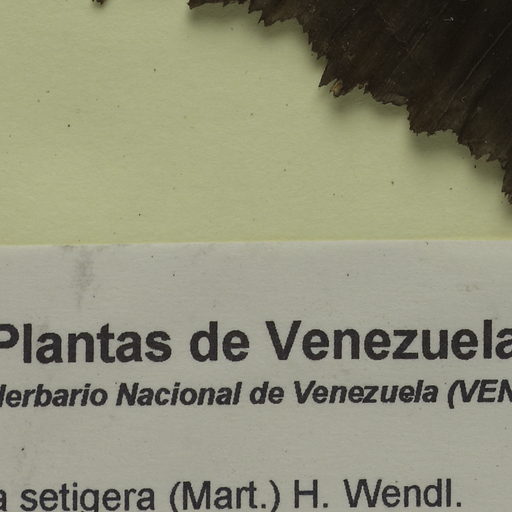 Plantas de Venezuela
Herbario Nacional de Venezuela (VEN
a setigera (Mart.) H. Wendl.